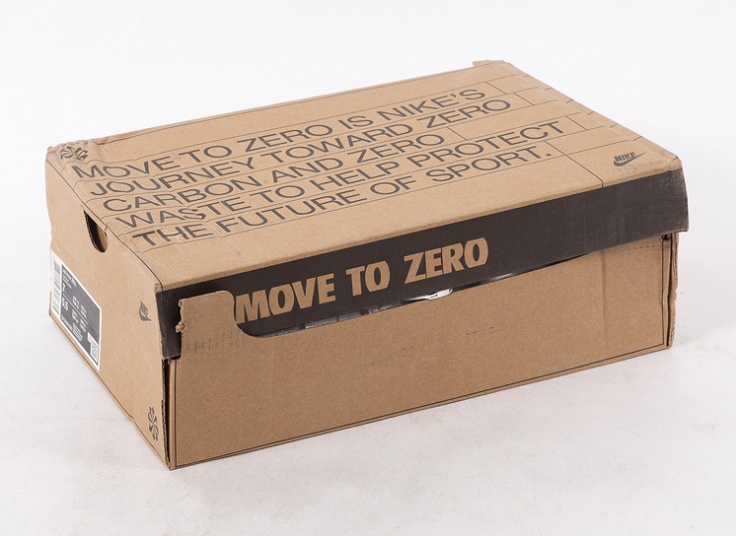 MOVE TO ZERO IS NIKE'S
JOURNEY TOWARD ZERO
CARBON AND ZERO
WASTE TO HELP PROTECT
THE FUTURE OF SPORT.
NIKE
MOVE TO ZERO
NIKE